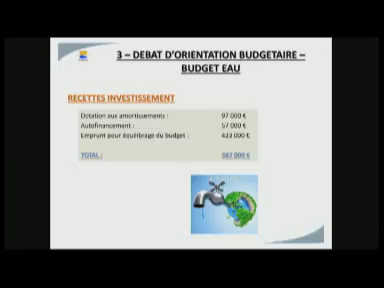 3 – DEBAT D'ORIENTATION BUDGETAIRE –
BUDGET EAU
RECETTES INVESTISSEMENT
Dotation aux amortissements : 97 000 €
Autofinancement : 57 000 €
Emprunt pour équilibrage du budget : 433 000 €
TOTAL : 587 000 €